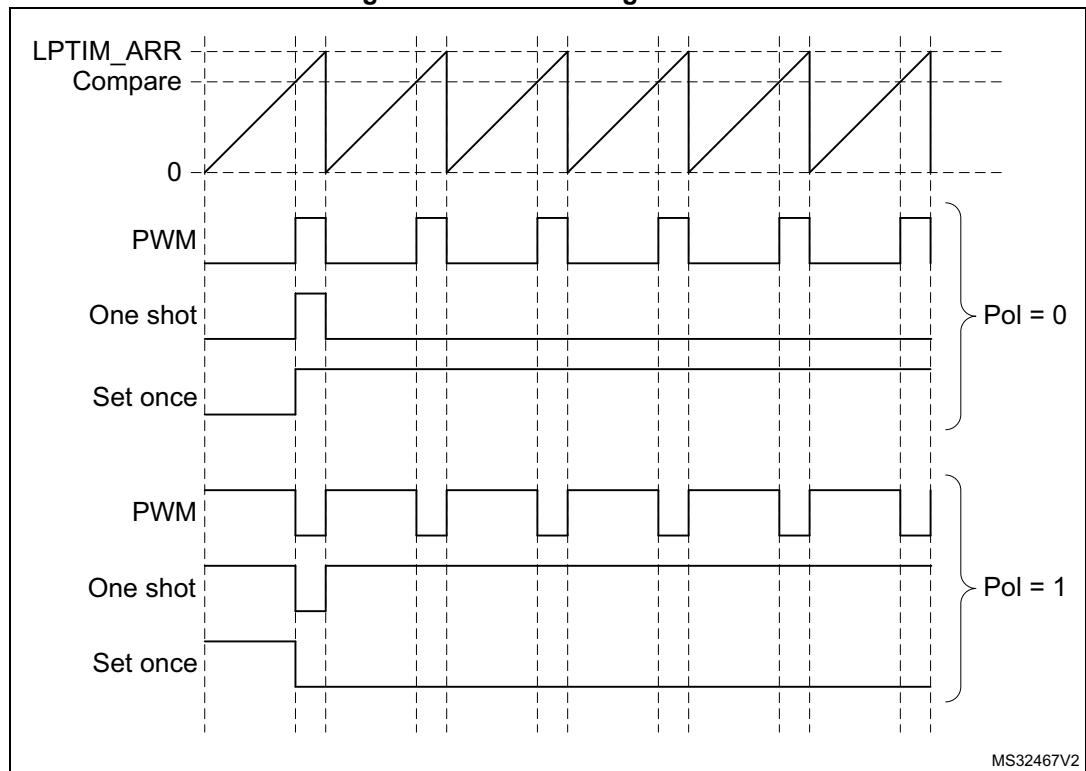 LPTIM_ARR
Compare
0
PWM
One shot
Pol = 0
Set once
PWM
One shot
Pol = 1
Set once
MS32467V2